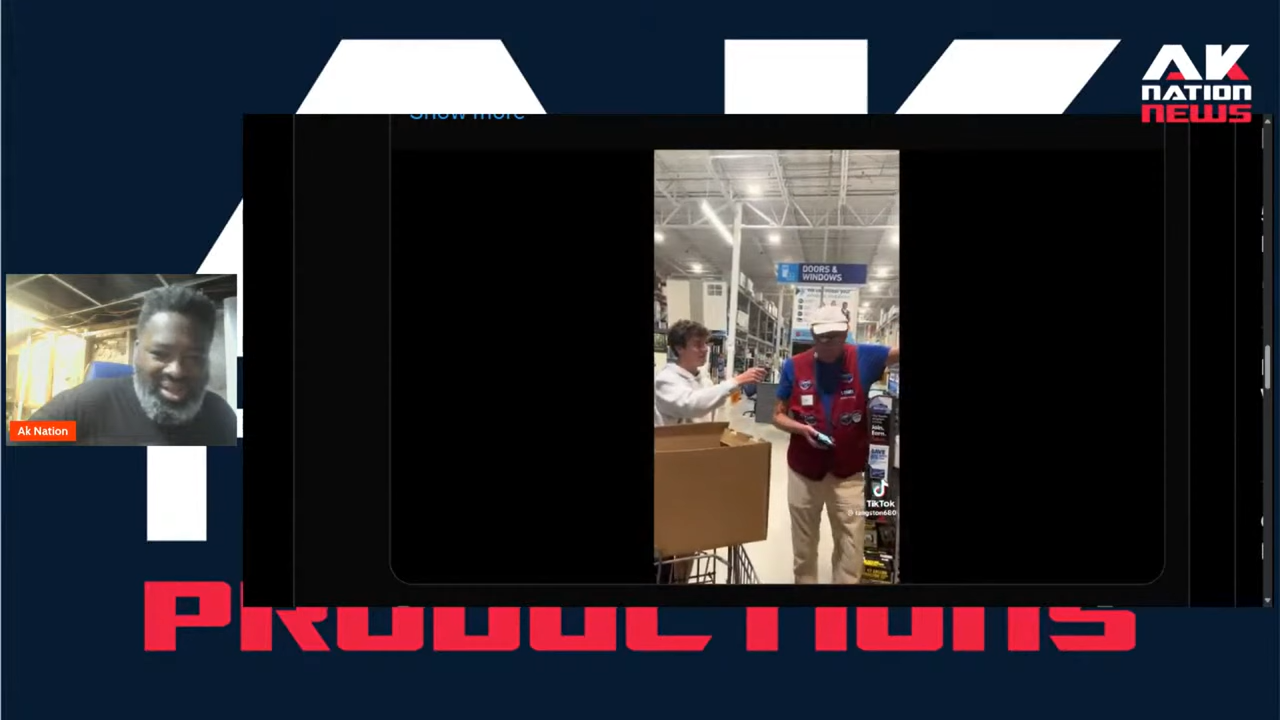 AK
NATION
NEWS
Show more
DOORS &
WINDOWS
Ak Nation
TikTok
PRODUCTIONS